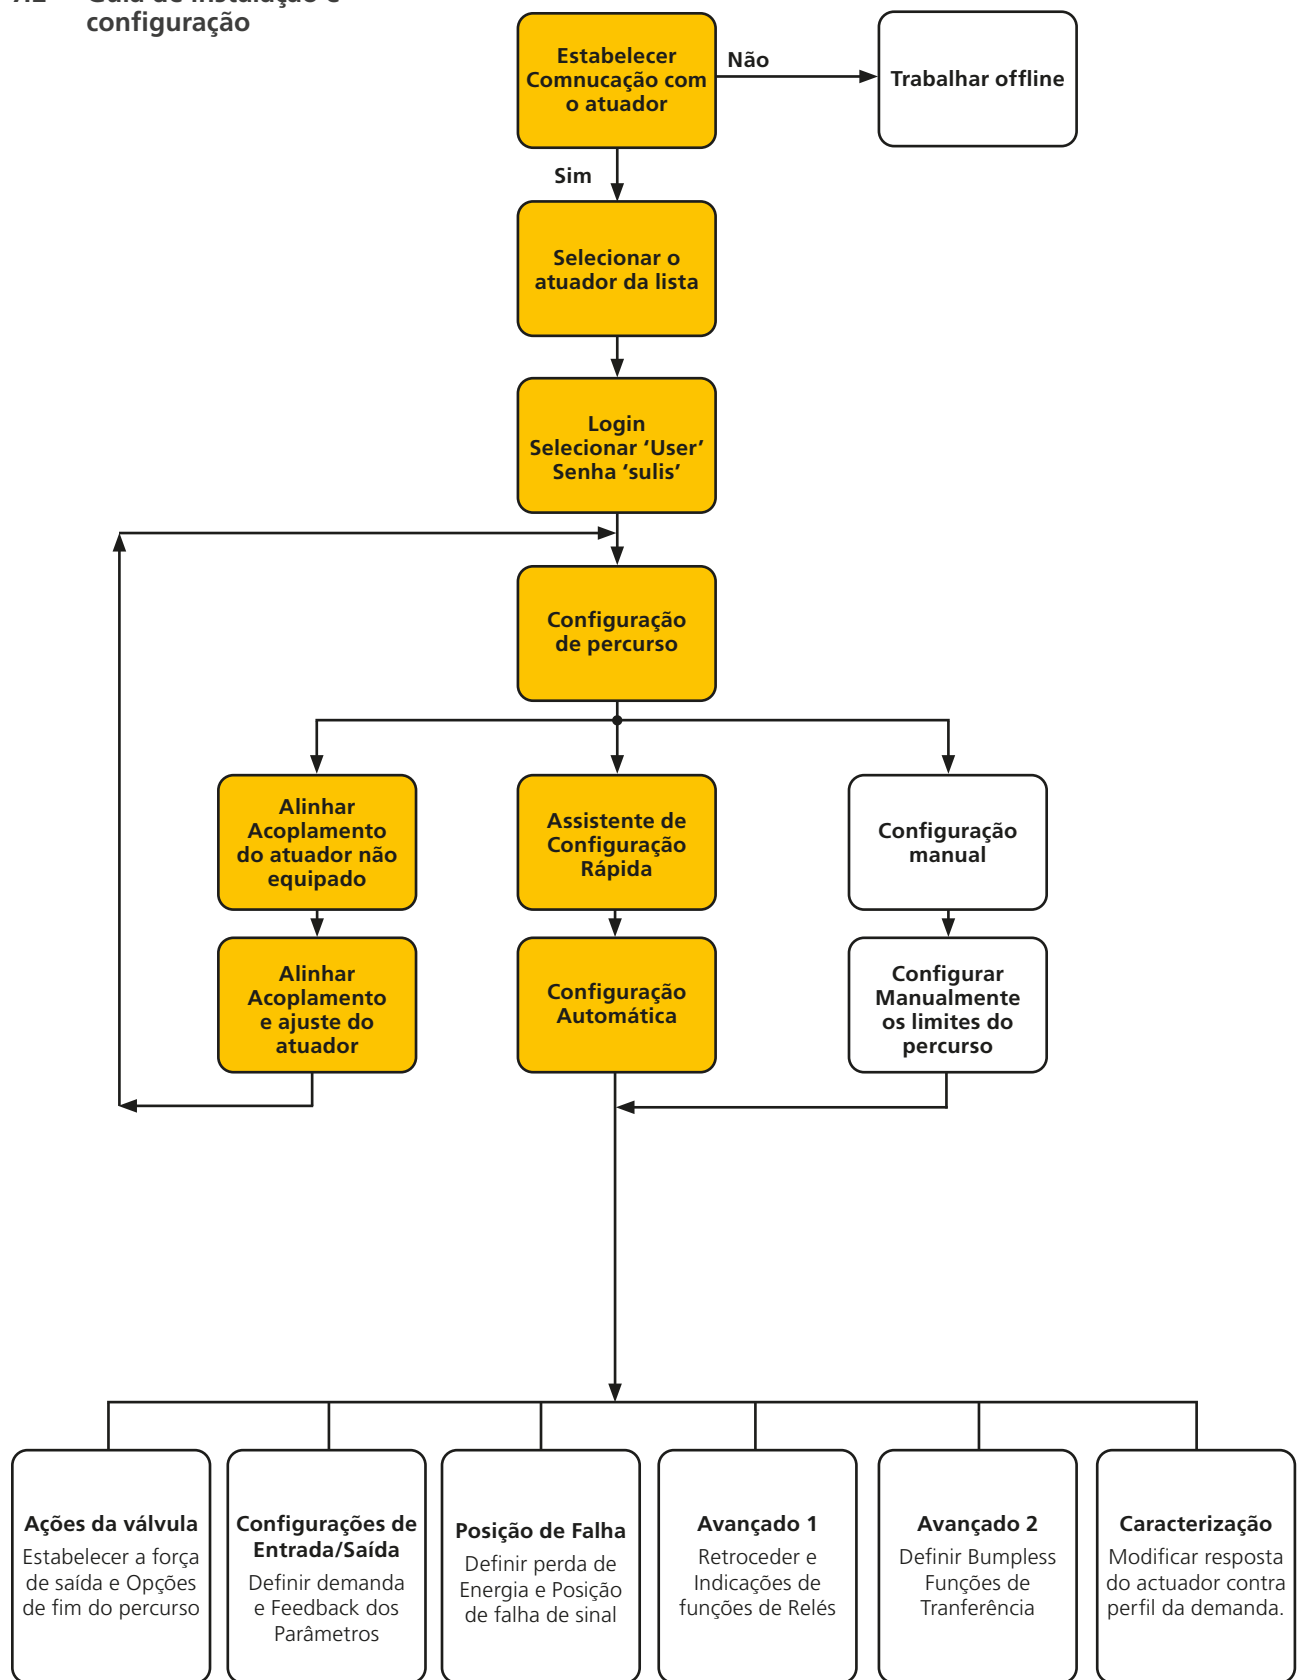 Guia de instalação e
configuração
Estabelecer
Comnucação com
o atuador
Não
Trabalhar offline
Sim
Selecionar o
atuador da lista
Login
Selecionar ‘User’
Senha ‘sulis’
Configuração
de percurso
Alinhar
Acoplamento
do atuador não
equipado
Assistente de
Configuração
Rápida
Configuração
manual
Alinhar
Acoplamento
e ajuste do
atuador
Configuração
Automática
Configurar
Manualmente
os limites do
percurso
Ações da válvula
Estabelecer a força
de saída e Opções
de fim do percurso
Configurações de
Entrada/Saída
Definir demanda
e Feedback dos
Parâmetros
Posição de Falha
Definir perda de
Energia e Posição
de falha de sinal
Avançado 1
Retroceder e
Indicações de
funções de Relés
Avançado 2
Definir Bumpless
Funções de
Tranferência
Caracterização
Modificar resposta
do actuador contra
perfil da demanda.